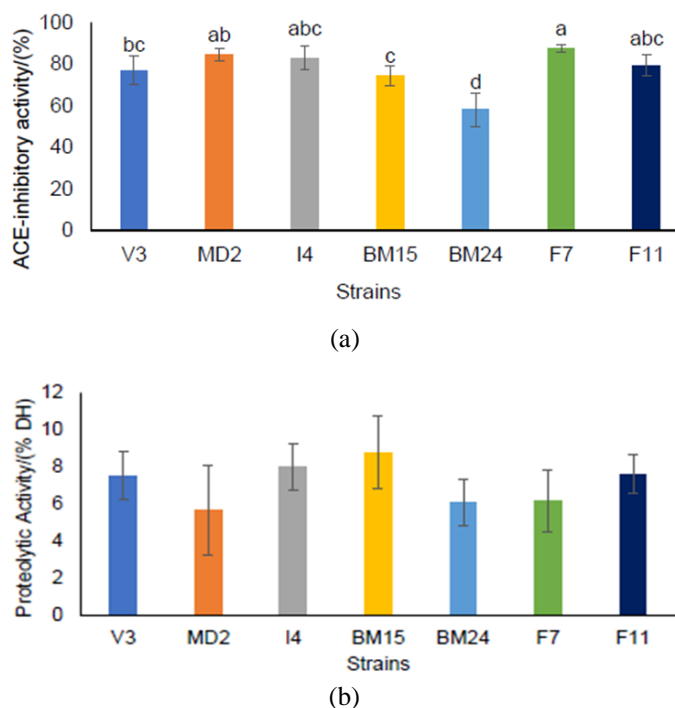 ACE-inhibitory activity/(%)
100
80
60
40
20
0
bc
ab
abc
c
d
a
abc
V3 MD2 I4 BM15 BM24 F7 F11
Strains
(a)
Proteolytic Activity/(% DH)
12
10
8
6
4
2
0
V3 MD2 I4 BM15 BM24 F7 F11
Strains
(b)